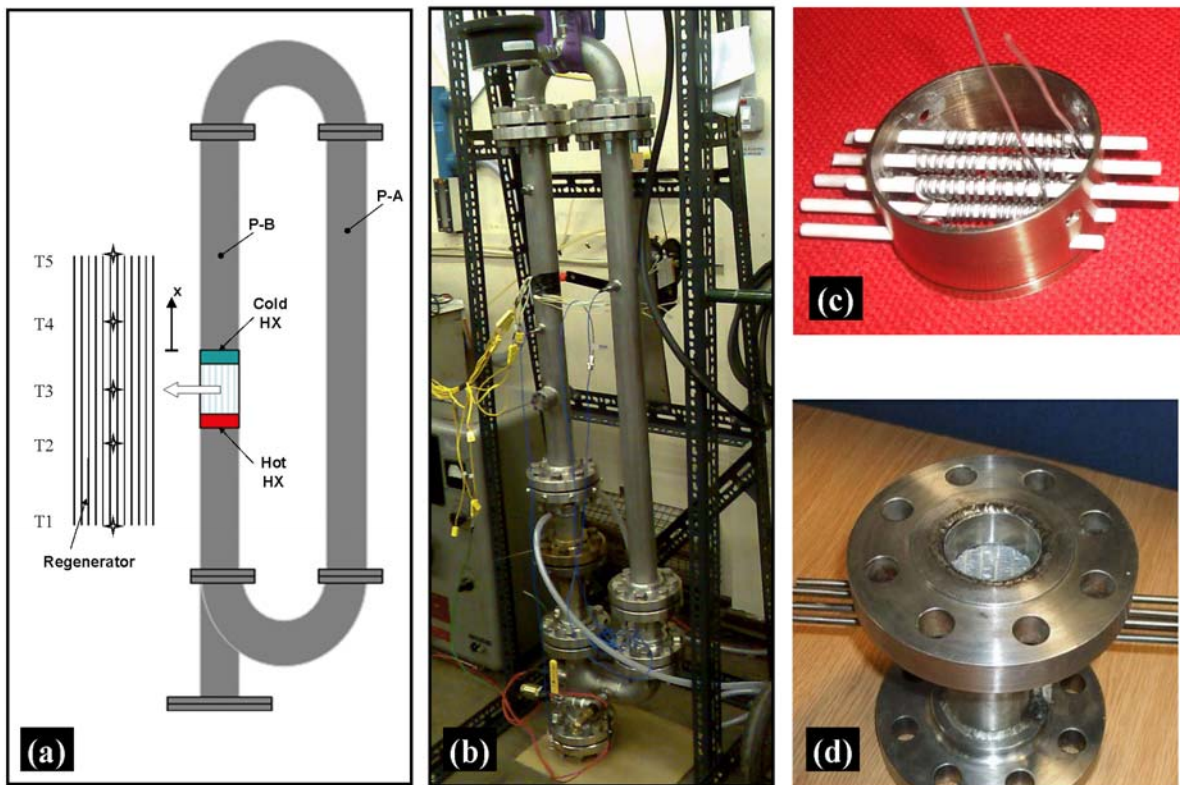 T5
T4
T3
T2
T1
x
P-B
P-A
Cold
HX
Hot
HX
Regenerator
(a)
(b)
(c)
(d)